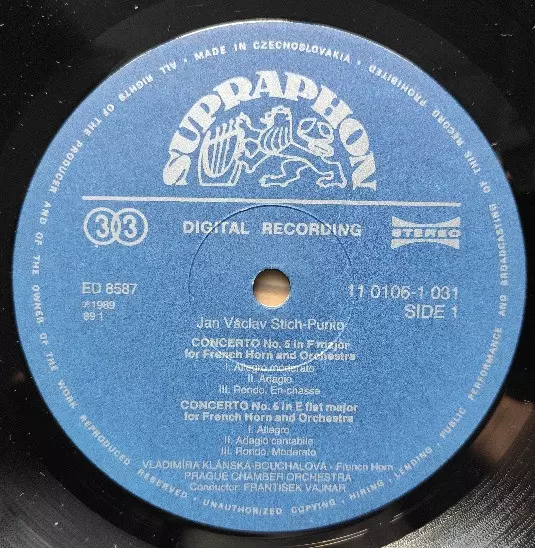 MADE IN CZECHOSLOVAKIA • ALL RIGHTS OF THE PRODUCER AND OF THE OWNER OF THE WORK REPRODUCED RESERVED • UNAUTHORIZED COPYING • HIRING • LENDING • PUBLIC PERFORMANCE AND BROADCASTING OF THIS RECORD PROHIBITED
SUPRAPHON
33 DIGITAL RECORDING STEREO
ED 8587 11 0106-1 031
℗ 1989 SIDE 1
89 1
Jan Václav Stich-Punto
CONCERTO No. 5 in F major
for French Horn and Orchestra
I. Allegro moderato
II. Adagio
III. Rondo. En chasse
CONCERTO No. 6 in E flat major
for French Horn and Orchestra
I. Allegro
II. Adagio cantabile
III. Rondo. Moderato
VLADIMÍRA KLÁNSKÁ-BOUCHALOVÁ - French Horn
PRAGUE CHAMBER ORCHESTRA
Conductor: FRANTIŠEK VAJNAR